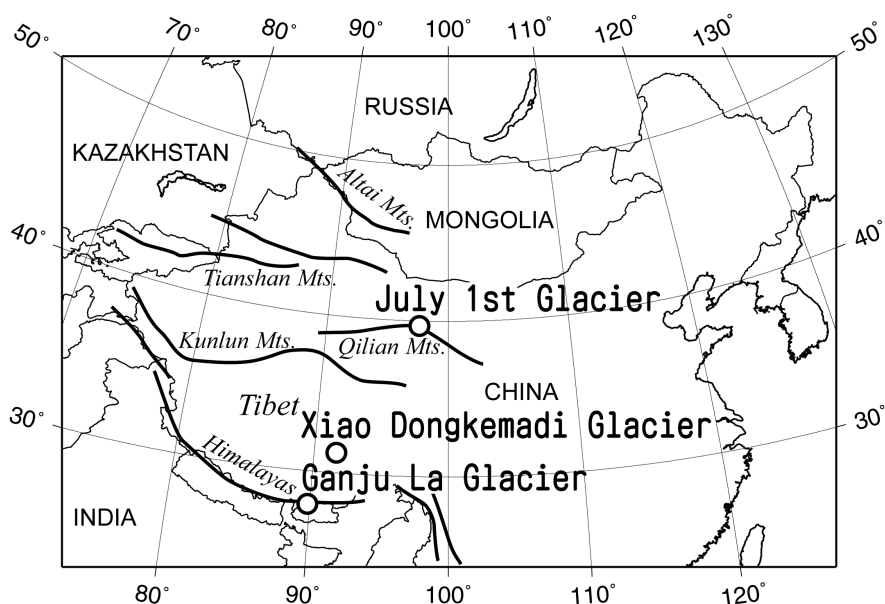 70° 80° 90° 100° 110° 120° 130°
50° 50°
RUSSIA
KAZAKHSTAN
Altai Mts.
MONGOLIA
40° 40°
Tianshan Mts.
July 1st Glacier
Kunlun Mts.
Qilian Mts.
CHINA
Tibet
30° 30°
Xiao Dongkemadi Glacier
Himalayas
Ganju La Glacier
INDIA
80° 90° 100° 110° 120°